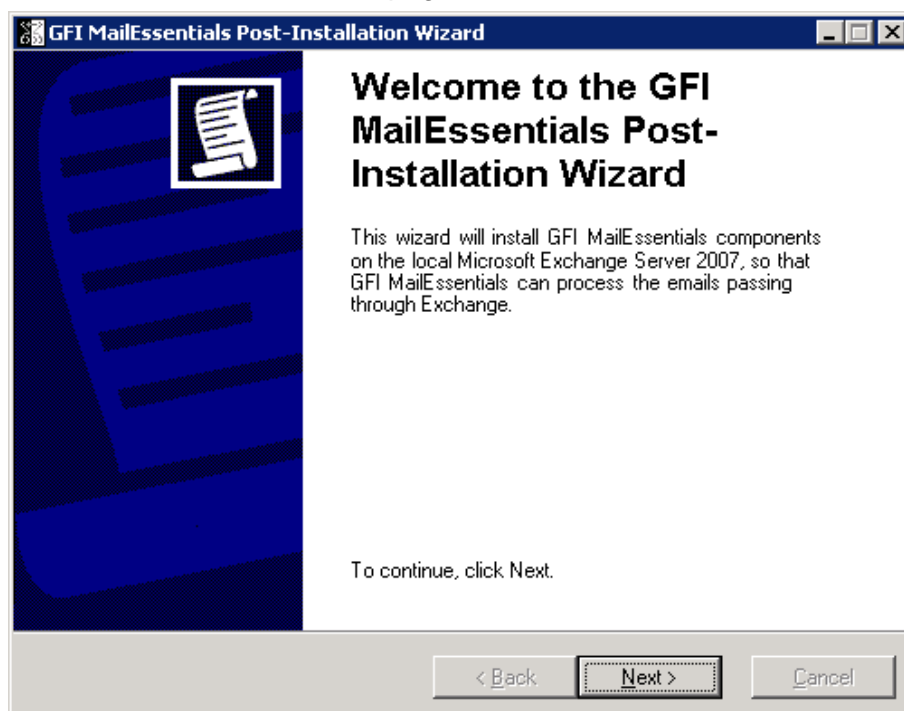 GFI MailEssentials Post-Installation Wizard
Welcome to the GFI
MailEssentials Post-
Installation Wizard
This wizard will install GFI MailEssentials components
on the local Microsoft Exchange Server 2007, so that
GFI MailEssentials can process the emails passing
through Exchange.
To continue, click Next.
< Back
Next >
Cancel